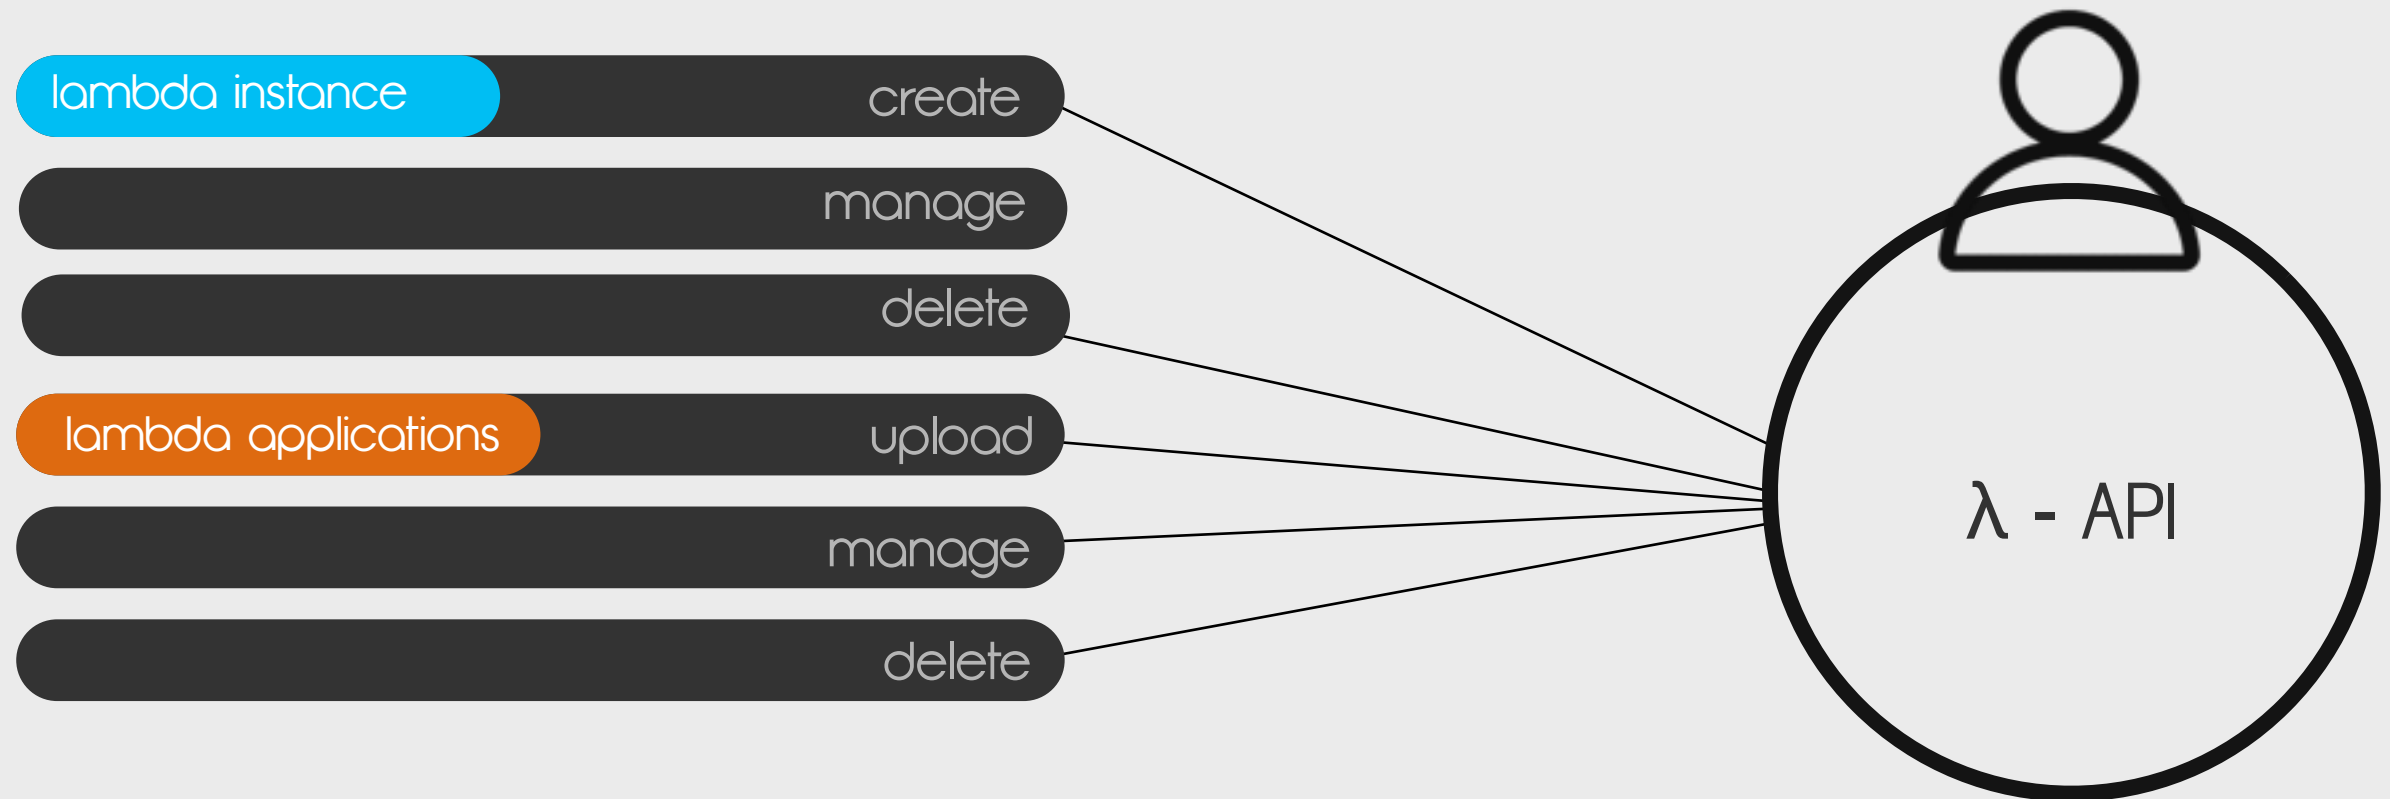 lambda instance create
manage
delete
lambda applications upload
manage
delete
λ - API